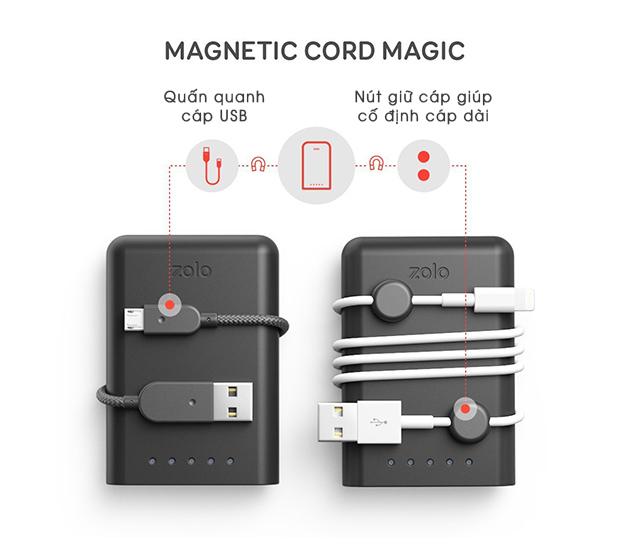 MAGNETIC CORD MAGIC
Quấn quanh
cáp USB
Nút giữ cáp giúp
cố định cáp dài
zolo
zolo